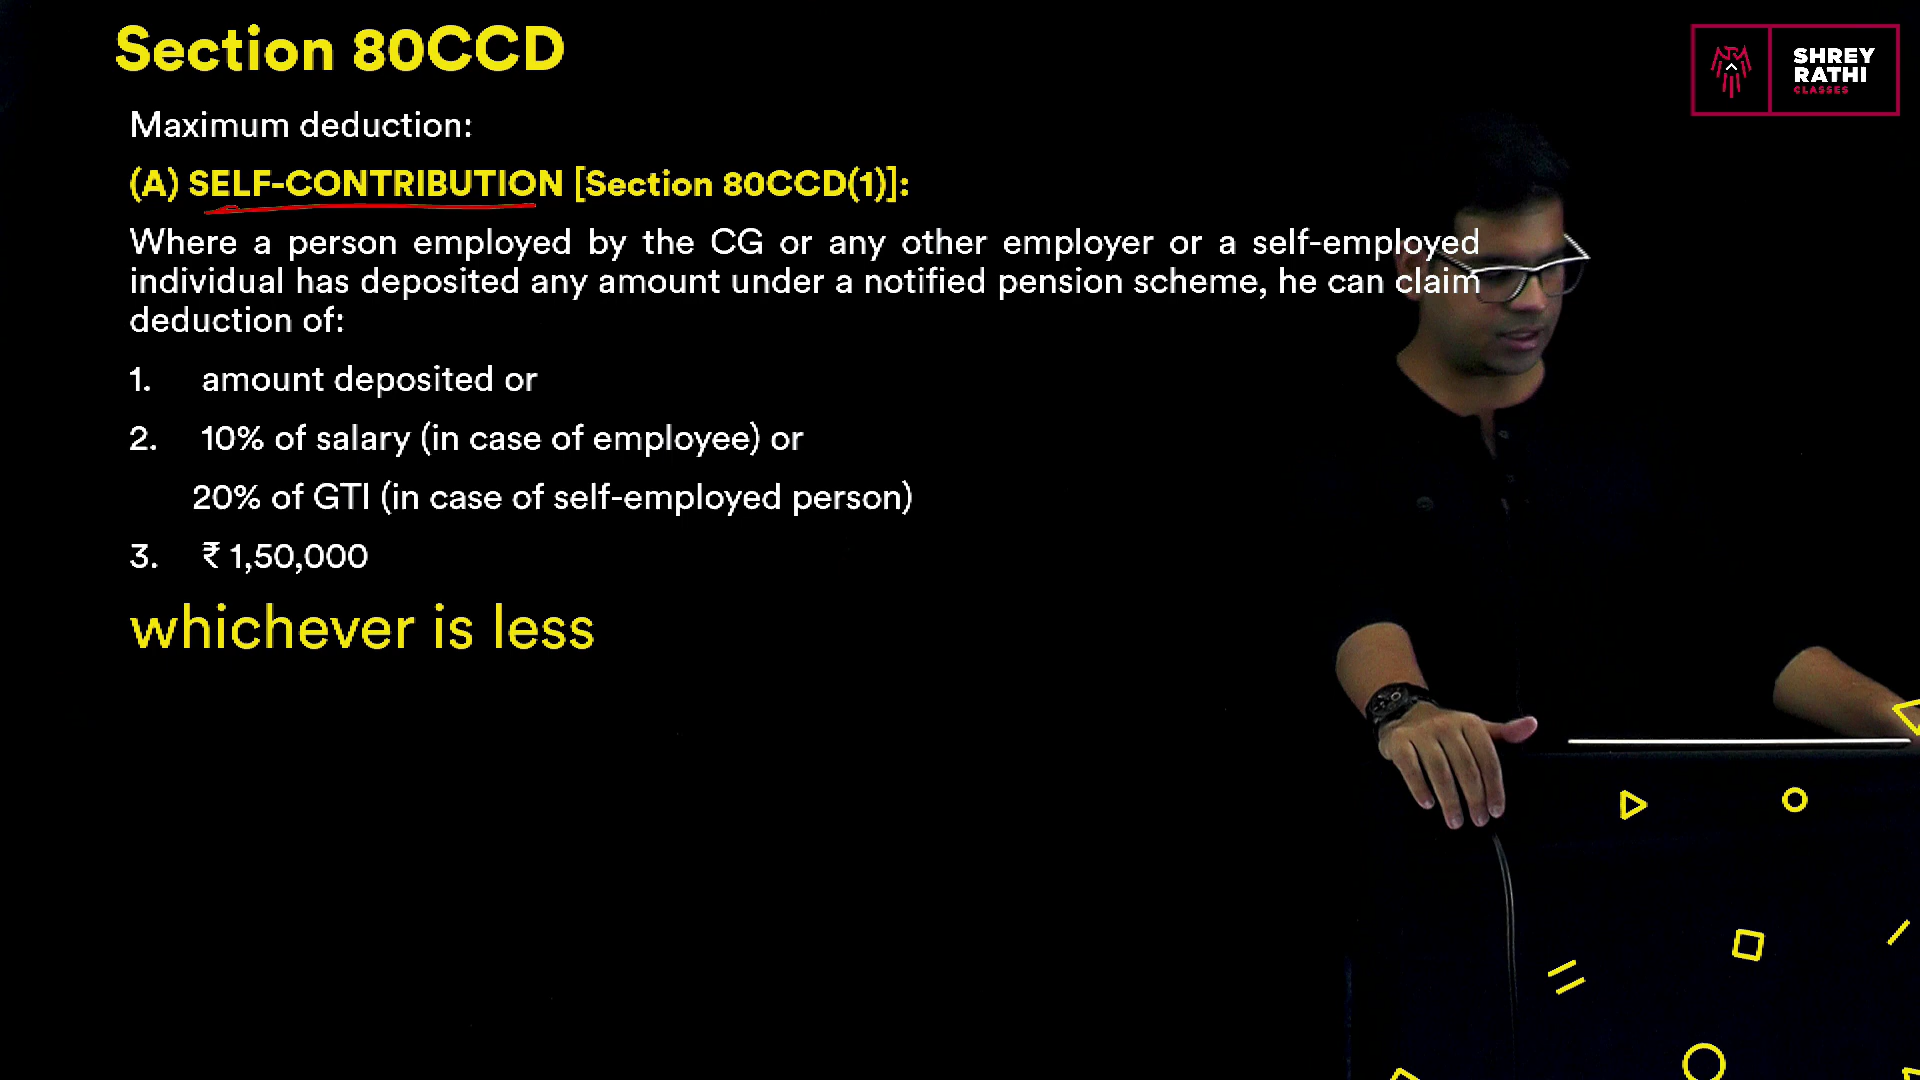 Section 80CCD
SHREY
RATHI
CLASSES
Maximum deduction:
(A) SELF-CONTRIBUTION [Section 80CCD(1)]:
Where a person employed by the CG or any other employer or a self-employed
individual has deposited any amount under a notified pension scheme, he can claim
deduction of:
1. amount deposited or
2. 10% of salary (in case of employee) or
20% of GTI (in case of self-employed person)
3. ₹ 1,50,000
whichever is less